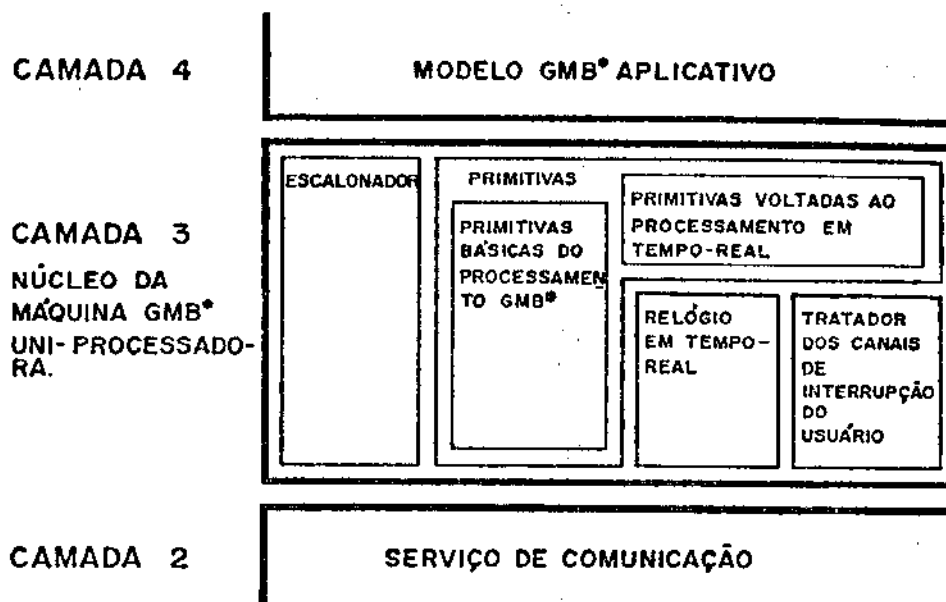 CAMADA 4
MODELO GMB* APLICATIVO
CAMADA 3
NÚCLEO DA
MÁQUINA GMB*
UNI-PROCESSADO-
RA.
ESCALONADOR
PRIMITIVAS
PRIMITIVAS
BÁSICAS DO
PROCESSAMEN
TO GMB*
PRIMITIVAS VOLTADAS AO
PROCESSAMENTO EM
TEMPO-REAL
RELÓGIO
EM TEMPO-
REAL
TRATADOR
DOS CANAIS
DE
INTERRUPÇÃO
DO
USUÁRIO
CAMADA 2
SERVIÇO DE COMUNICAÇÃO